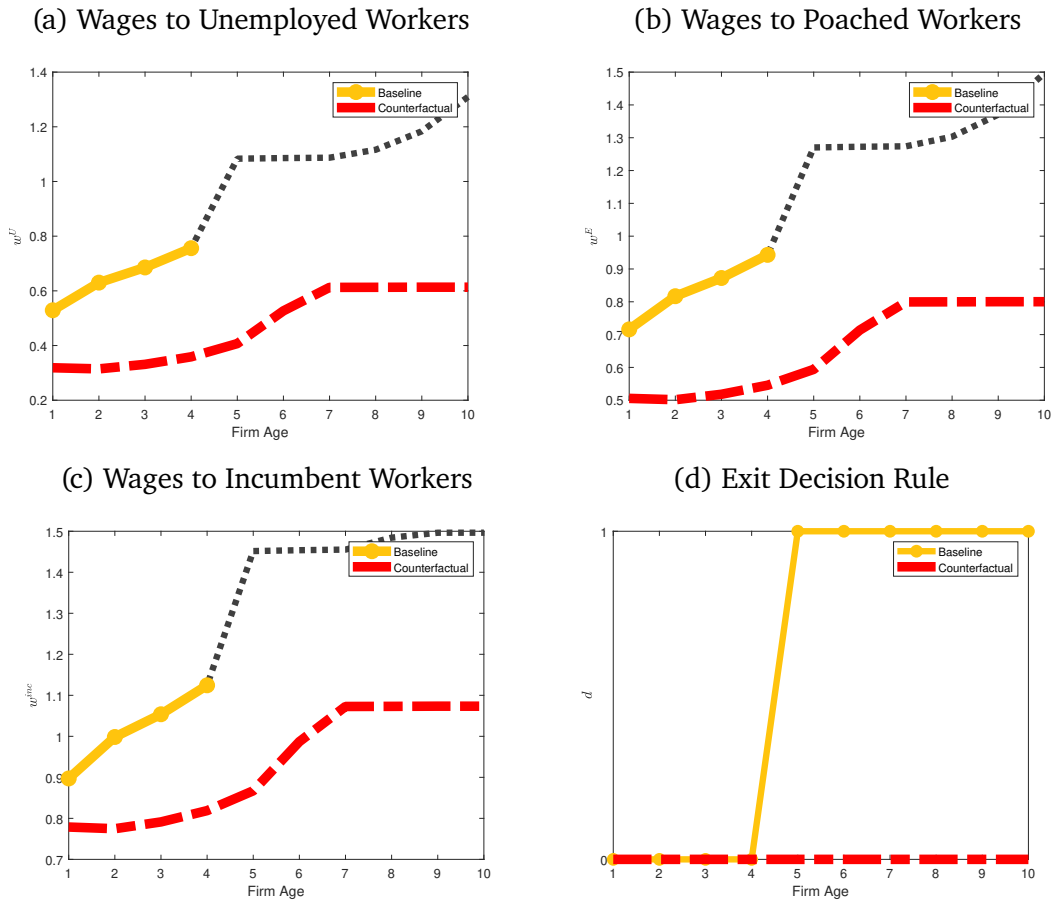 (a) Wages to Unemployed Workers
1.4
1.2
1
0.8
0.6
0.4
0.2
w^U
Baseline
Counterfactual
1 2 3 4 5 6 7 8 9 10
Firm Age
(b) Wages to Poached Workers
1.5
1.4
1.3
1.2
1.1
1
0.9
0.8
0.7
0.6
0.5
w^E
Baseline
Counterfactual
1 2 3 4 5 6 7 8 9 10
Firm Age
(c) Wages to Incumbent Workers
1.5
1.4
1.3
1.2
1.1
1
0.9
0.8
0.7
w^{inc}
Baseline
Counterfactual
1 2 3 4 5 6 7 8 9 10
Firm Age
(d) Exit Decision Rule
1
0
d
Baseline
Counterfactual
1 2 3 4 5 6 7 8 9 10
Firm Age